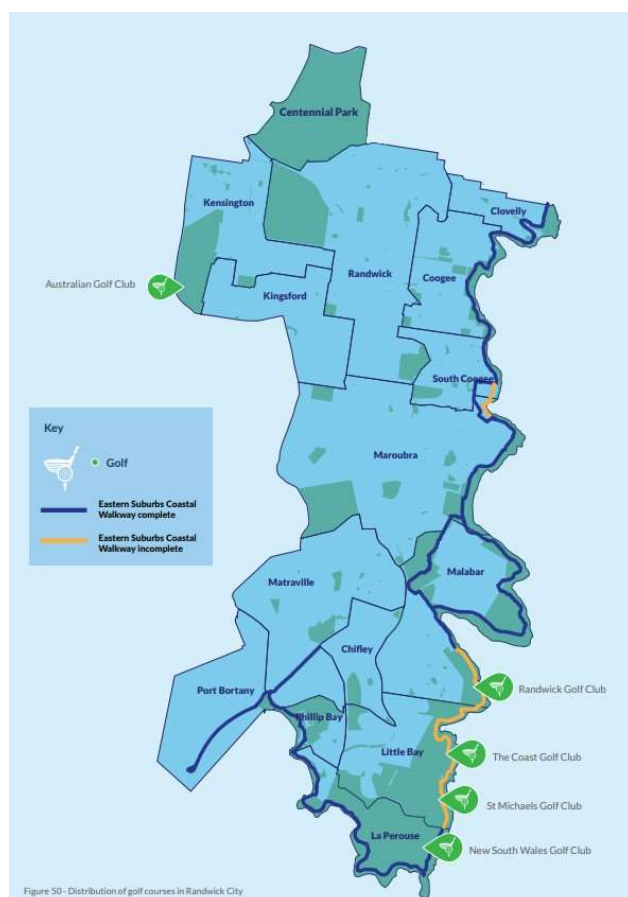 Centennial Park
Kensington
Clovelly
Randwick
Coogee
Australian Golf Club
Kingsford
South Coogee
Key
Golf
Eastern Suburbs Coastal
Walkway complete
Eastern Suburbs Coastal
Walkway incomplete
Maroubra
Malabar
Matraville
Chifley
Port Bortany
Phillip Bay
Little Bay
Randwick Golf Club
The Coast Golf Club
St Michaels Golf Club
La Perouse
New South Wales Golf Club
Figure 50 - Distribution of golf courses in Randwick City